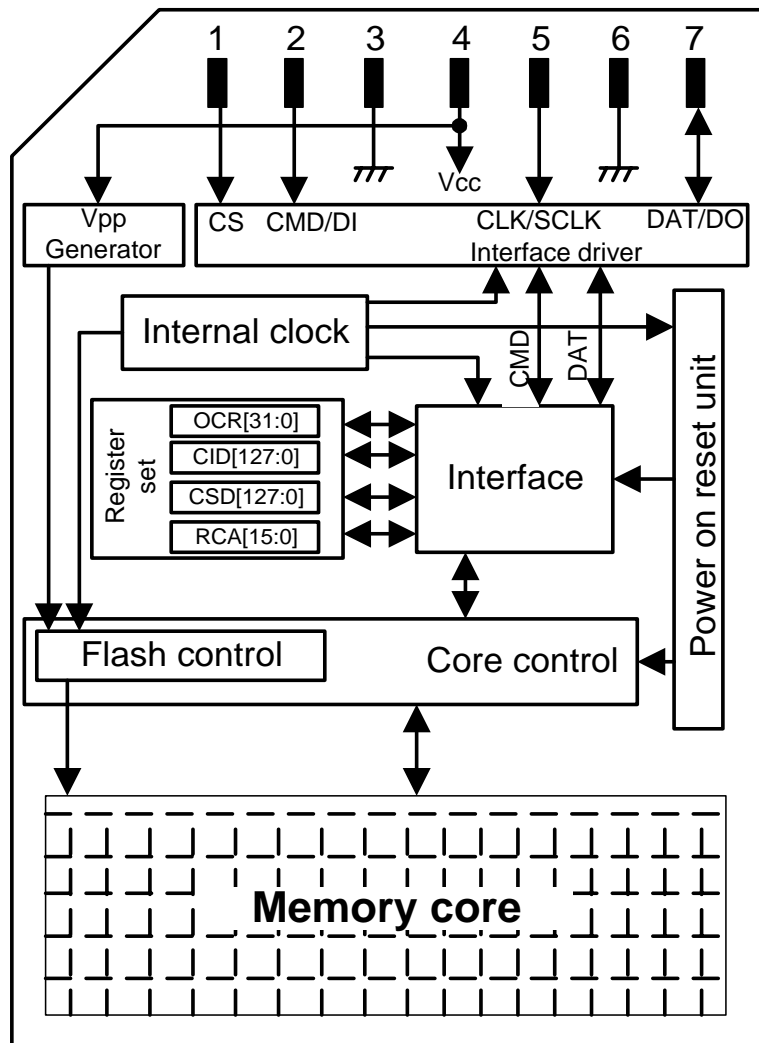 1 2 3 4 5 6 7
Vcc
Vpp
Generator
CS CMD/DI CLK/SCLK DAT/DO
Interface driver
Internal clock
CMD
DAT
Power on reset unit
Register
set
OCR[31:0]
CID[127:0]
CSD[127:0]
RCA[15:0]
Interface
Flash control
Core control
Memory core